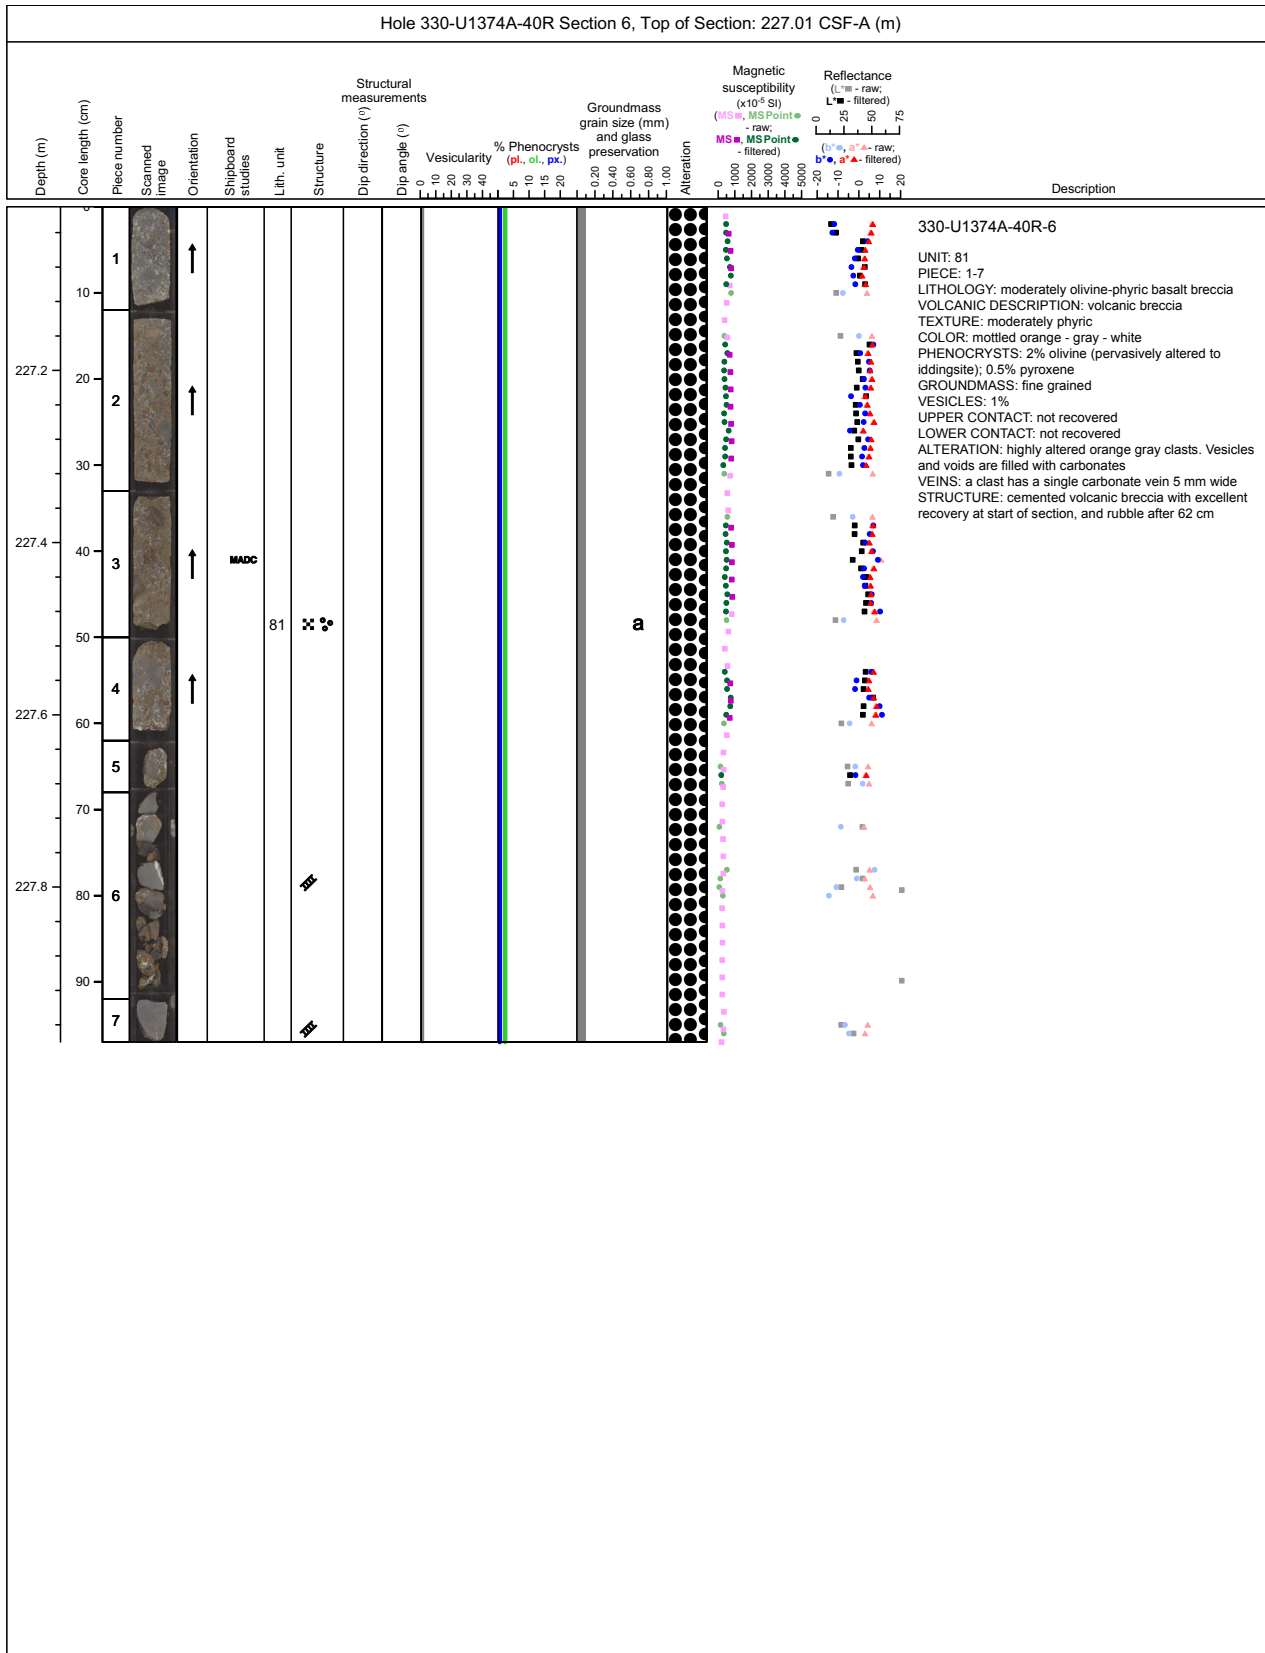 Hole 330-U1374A-40R Section 6, Top of Section: 227.01 CSF-A (m)
Depth (m)
Core length (cm)
Piece number
Scanned
image
Orientation
Shipboard
studies
Lith. unit
Structure
Structural
measurements
Dip direction (º)
Dip angle (º)
Vesicularity
0 10 20 30 40
% Phenocrysts
(pl., ol., px.)
5 10 15 20
Groundmass
grain size (mm)
and glass
preservation
0.20 0.40 0.60 0.80 1.00
Alteration
Magnetic
susceptibility
(x10-5 SI)
(MS, MSPoint
- raw;
MS, MSPoint
- filtered)
0 1000 2000 3000 4000 5000
Reflectance
(L* - raw;
L* - filtered)
0 25 50 75
(b*, a* - raw;
b*, a* - filtered)
-20 -10 0 10 20
Description
0
1
10
227.2
20
2
30
227.4
40
3
MADC
81
a
50
4
227.6
60
5
70
227.8
80
6
90
7
330-U1374A-40R-6
UNIT: 81
PIECE: 1-7
LITHOLOGY: moderately olivine-phyric basalt breccia
VOLCANIC DESCRIPTION: volcanic breccia
TEXTURE: moderately phyric
COLOR: mottled orange - gray - white
PHENOCRYSTS: 2% olivine (pervasively altered to
iddingsite); 0.5% pyroxene
GROUNDMASS: fine grained
VESICLES: 1%
UPPER CONTACT: not recovered
LOWER CONTACT: not recovered
ALTERATION: highly altered orange gray clasts. Vesicles
and voids are filled with carbonates
VEINS: a clast has a single carbonate vein 5 mm wide
STRUCTURE: cemented volcanic breccia with excellent
recovery at start of section, and rubble after 62 cm